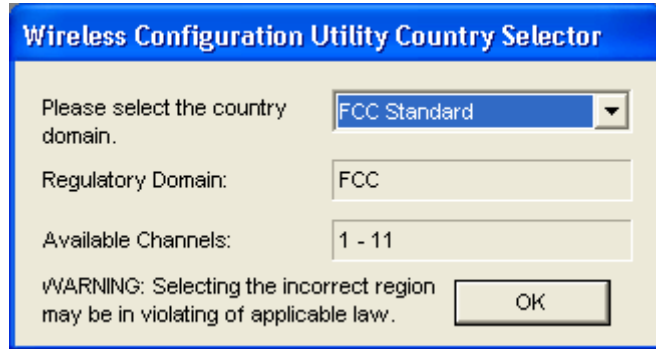 Wireless Configuration Utility Country Selector
Please select the country
domain.
FCC Standard
Regulatory Domain:
FCC
Available Channels:
1 - 11
WARNING: Selecting the incorrect region
may be in violating of applicable law.
OK